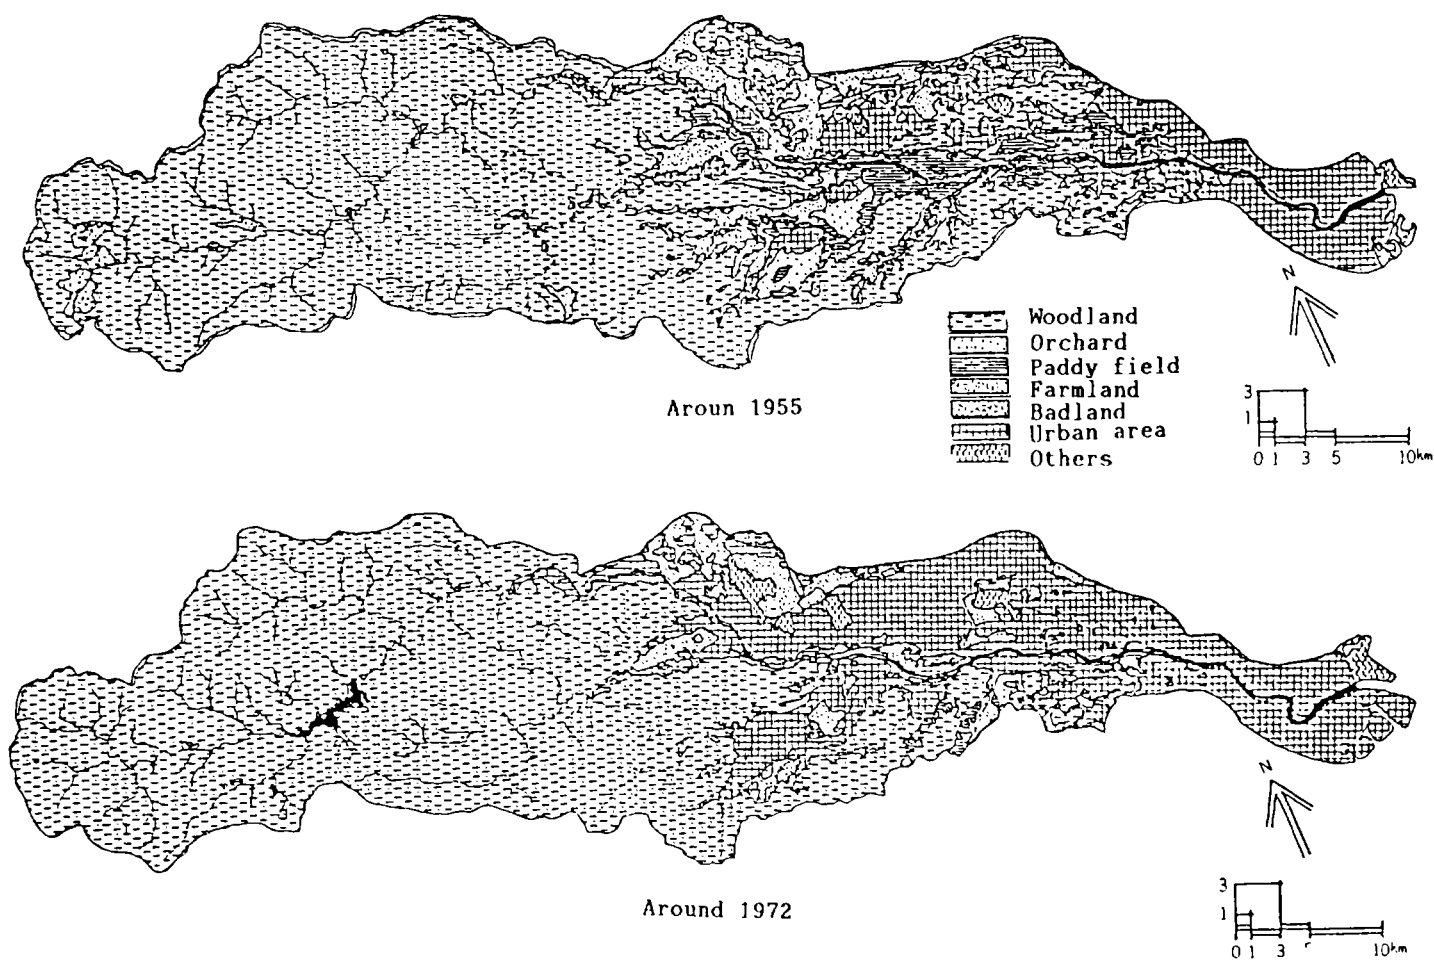 N
Woodland
Orchard
Paddy field
Farmland
Badland
Urban area
Others
Aroun 1955
3
1
0 1 3 5 10km
N
Around 1972
3
1
0 1 3 10km